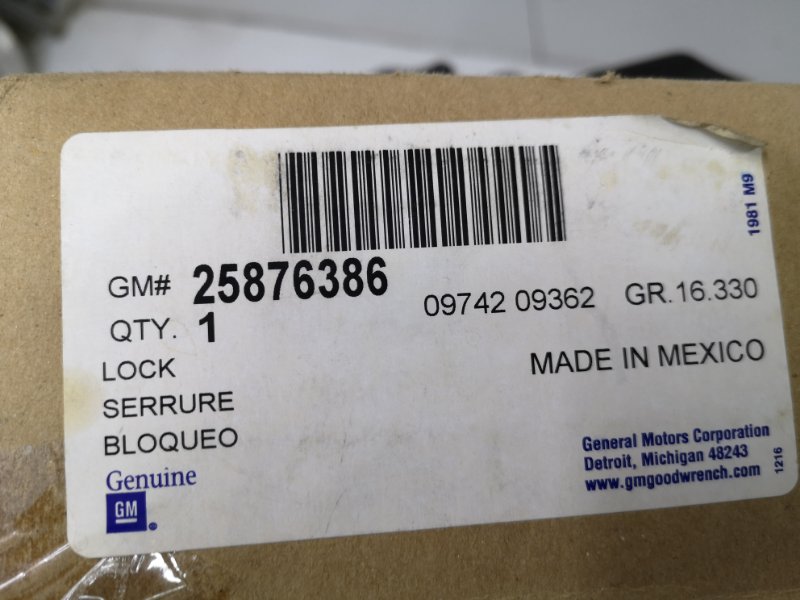 GM# 25876386
09742 09362 GR.16.330
QTY. 1
LOCK
MADE IN MEXICO
SERRURE
BLOQUEO
Genuine
GM®
General Motors Corporation
Detroit, Michigan 48243
www.gmgoodwrench.com
1216
1981 M9